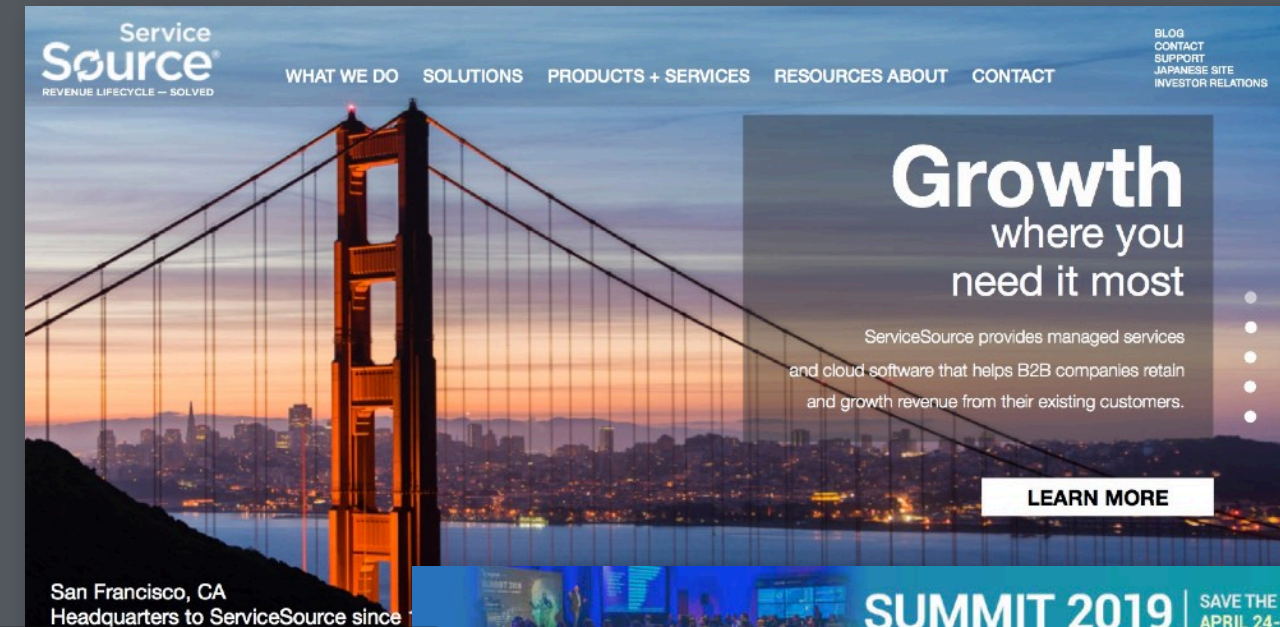 Service
Source®
REVENUE LIFECYCLE — SOLVED
WHAT WE DO SOLUTIONS PRODUCTS + SERVICES RESOURCES ABOUT CONTACT
BLOG
CONTACT
SUPPORT
JAPANESE SITE
INVESTOR RELATIONS
Growth
where you
need it most
ServiceSource provides managed services
and cloud software that helps B2B companies retain
and growth revenue from their existing customers.
LEARN MORE
San Francisco, CA
Headquarters to ServiceSource since
SUMMIT 2019
SUMMIT 2019 SAVE THE
APRIL 24-